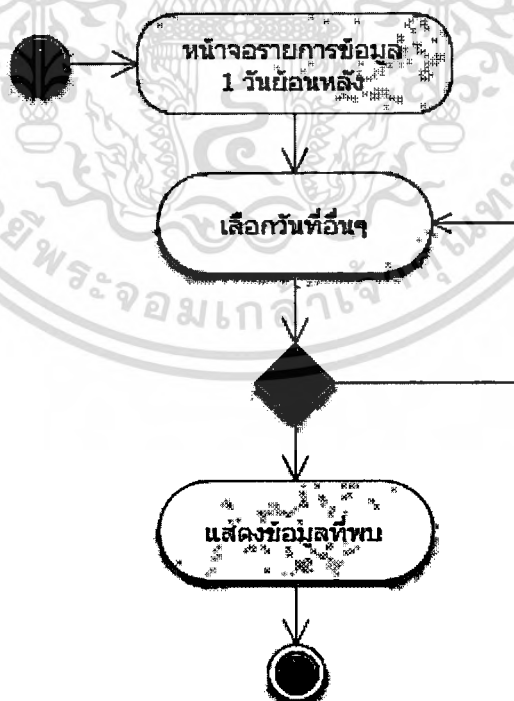 หน้าจอรายการข้อมูล
1 วันย้อนหลัง
เลือกวันที่อื่นๆ
แสดงข้อมูลที่พบ